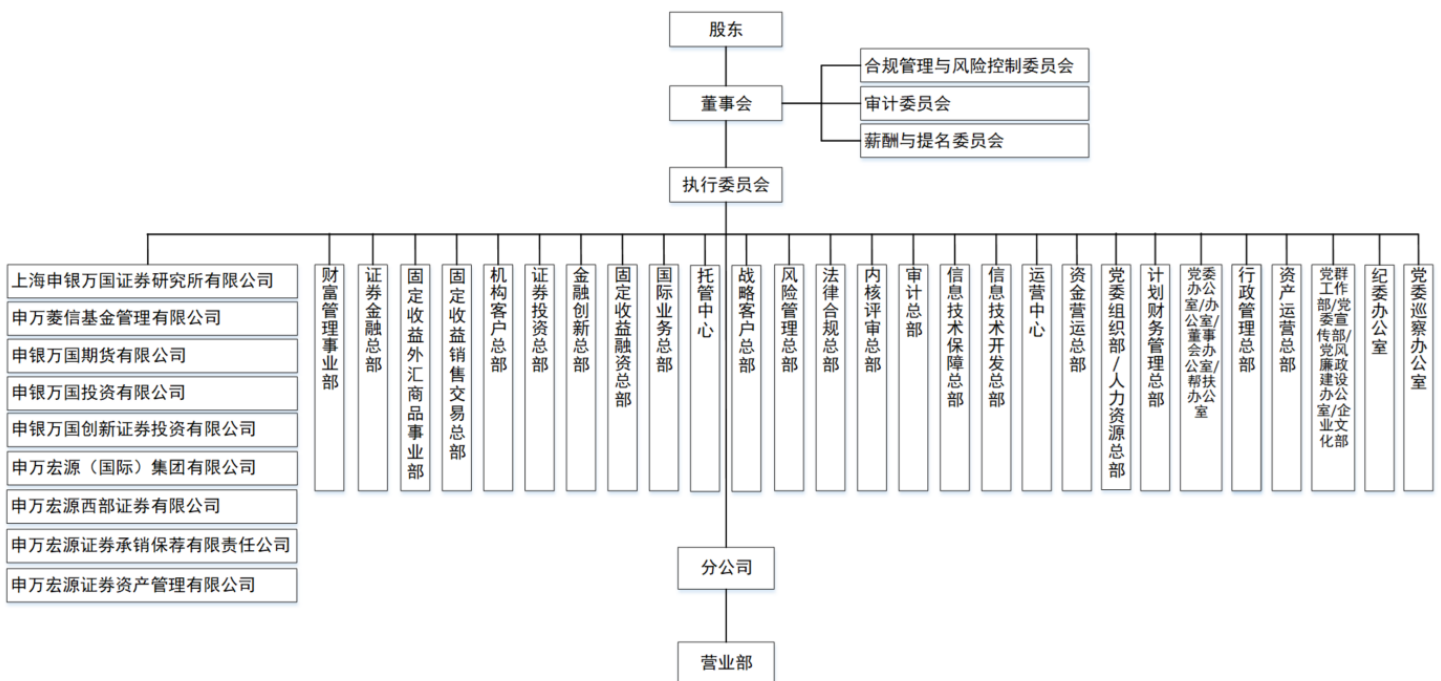 股东
董事会
合规管理与风险控制委员会
审计委员会
薪酬与提名委员会
执行委员会
上海申银万国证券研究所有限公司
申万菱信基金管理有限公司
申银万国期货有限公司
申银万国投资有限公司
申银万国创新证券投资有限公司
申万宏源（国际）集团有限公司
申万宏源西部证券有限公司
申万宏源证券承销保荐有限责任公司
申万宏源证券资产管理有限公司
财富管理事业部
证券金融总部
固定收益外汇商品事业部
固定收益销售交易总部
机构客户总部
证券投资总部
金融创新总部
固定收益融资总部
国际业务总部
托管中心
战略客户总部
风险管理总部
法律合规总部
内核评审总部
审计总部
信息技术保障总部
信息技术开发总部
运营中心
资金营运总部
党委组织部/人力资源总部
计划财务管理总部
党委办公室/办公室/董事会办公室/帮扶办公室
行政管理总部
资产运营总部
党群工作部/党委宣传部/党风廉政建设办公室/企业文化部
纪委办公室
党委巡察办公室
分公司
营业部